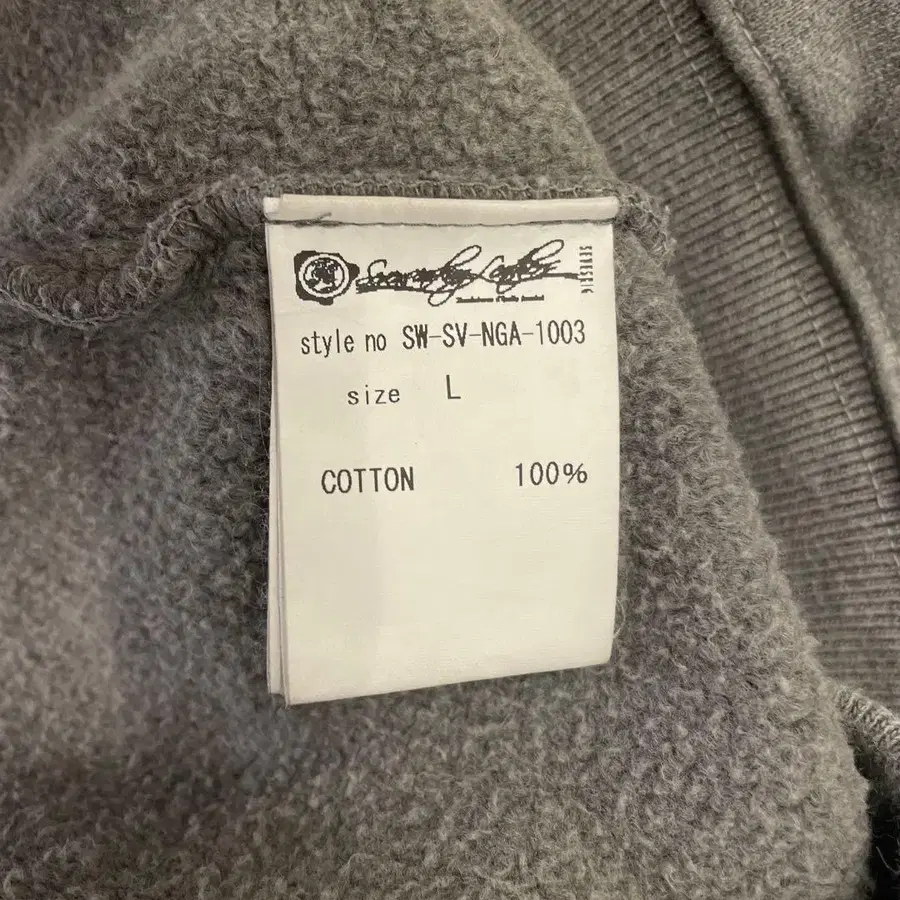 style no SW-SV-NGA-1003
size L
COTTON 100%